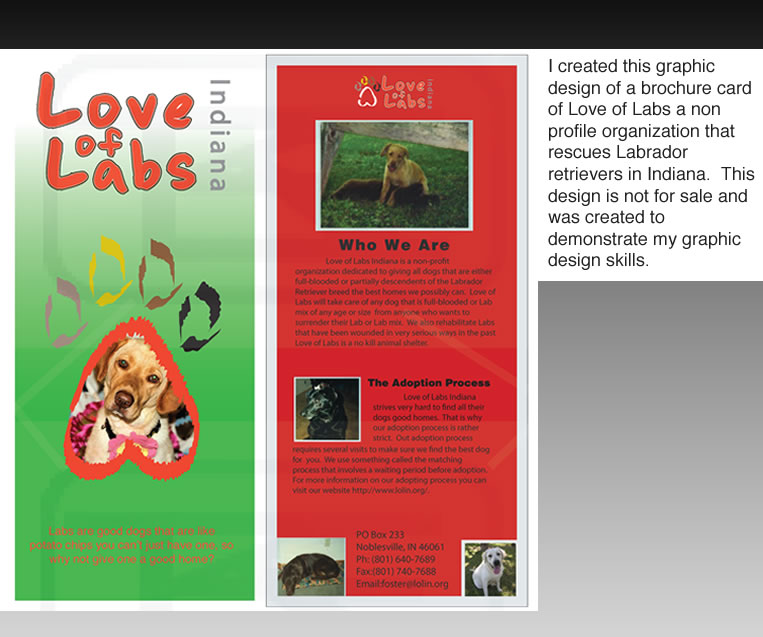 Love
of
Labs
Indiana
Labs are good dogs that are like
potato chips you can't just have one, so
why not give one a good home?
Love
of
Labs
Indiana
Who We Are
Love of Labs Indiana is a non-profit
organization dedicated to giving all dogs that are either
full-blooded or partially descendents of the Labrador
Retriever breed the best homes we possibly can. Love of
Labs will take care of any dog that is full-blooded or Lab
mix of any age or size from anyone who wants to
surrender their Lab or Lab mix. We also rehabilitate Labs
that have been wounded in very serious ways in the past
Love of Labs is a no kill animal shelter.
The Adoption Process
Love of Labs Indiana
strives very hard to find all their
dogs good homes. That is why
our adoption process is rather
strict. Out adoption process
requires several visits to make sure we find the best dog
for you. We use something called the matching
process that involves a waiting period before adoption.
For more information on our adopting process you can
visit our website http://www.lolin.org/.
PO Box 233
Noblesville, IN 46061
Ph: (801) 640-7689
Fax:(801) 740-7688
Email:foster@lolin.org
I created this graphic
design of a brochure card
of Love of Labs a non
profile organization that
rescues Labrador
retrievers in Indiana. This
design is not for sale and
was created to
demonstrate my graphic
design skills.